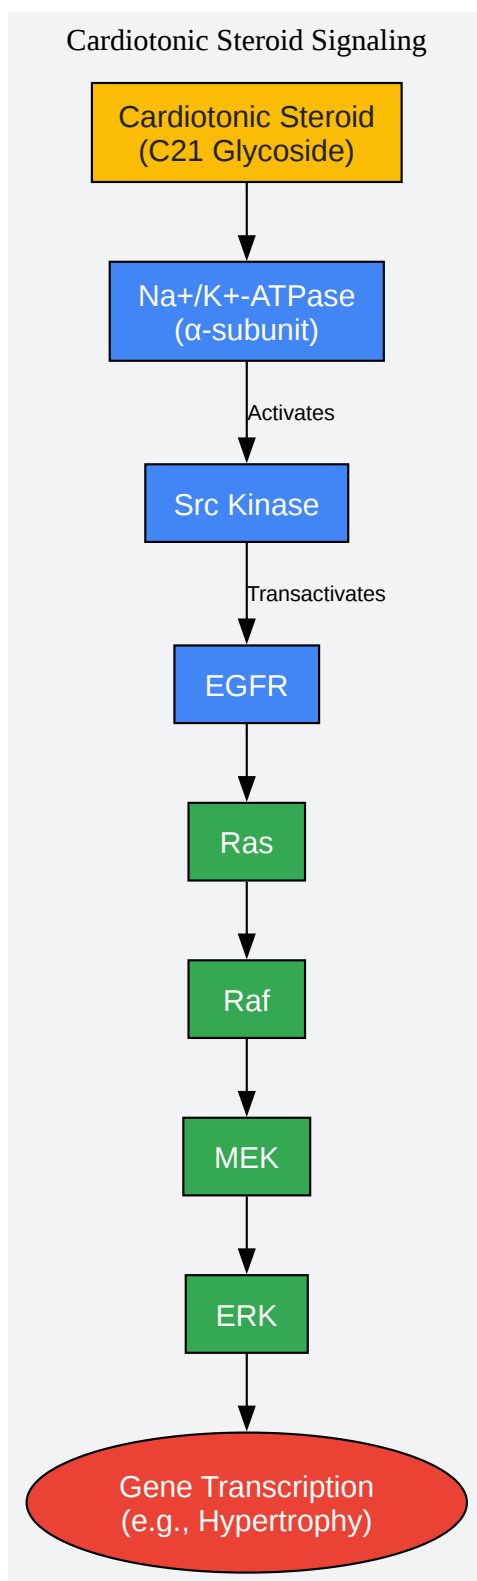 Cardiotonic Steroid Signaling
Cardiotonic Steroid
(C21 Glycoside)
Na+/K+-ATPase
(α-subunit)
Activates
Src Kinase
Transactivates
EGFR
Ras
Raf
MEK
ERK
Gene Transcription
(e.g., Hypertrophy)